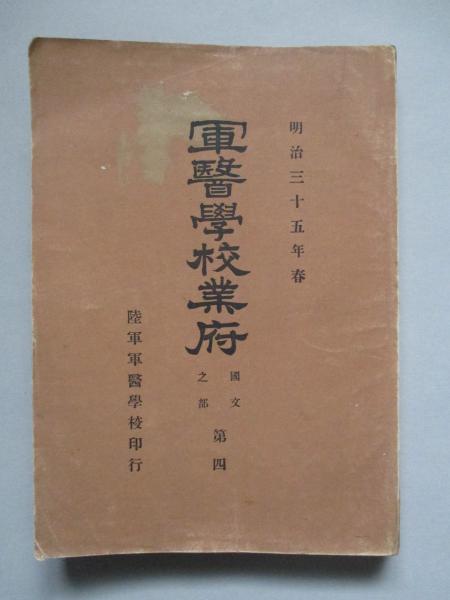 明治三十五年春
軍醫學校業府
國文之部
第四
陸軍軍醫學校印行